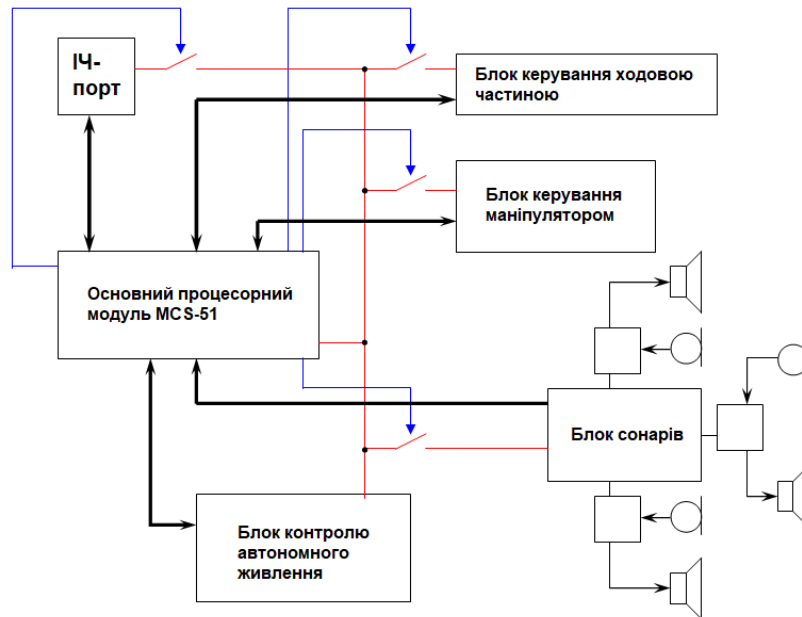 ІЧ-
порт
Блок керування ходовою
частиною
Блок керування
маніпулятором
Основний процесорний
модуль MCS-51
Блок сонарів
Блок контролю
автономного
живлення